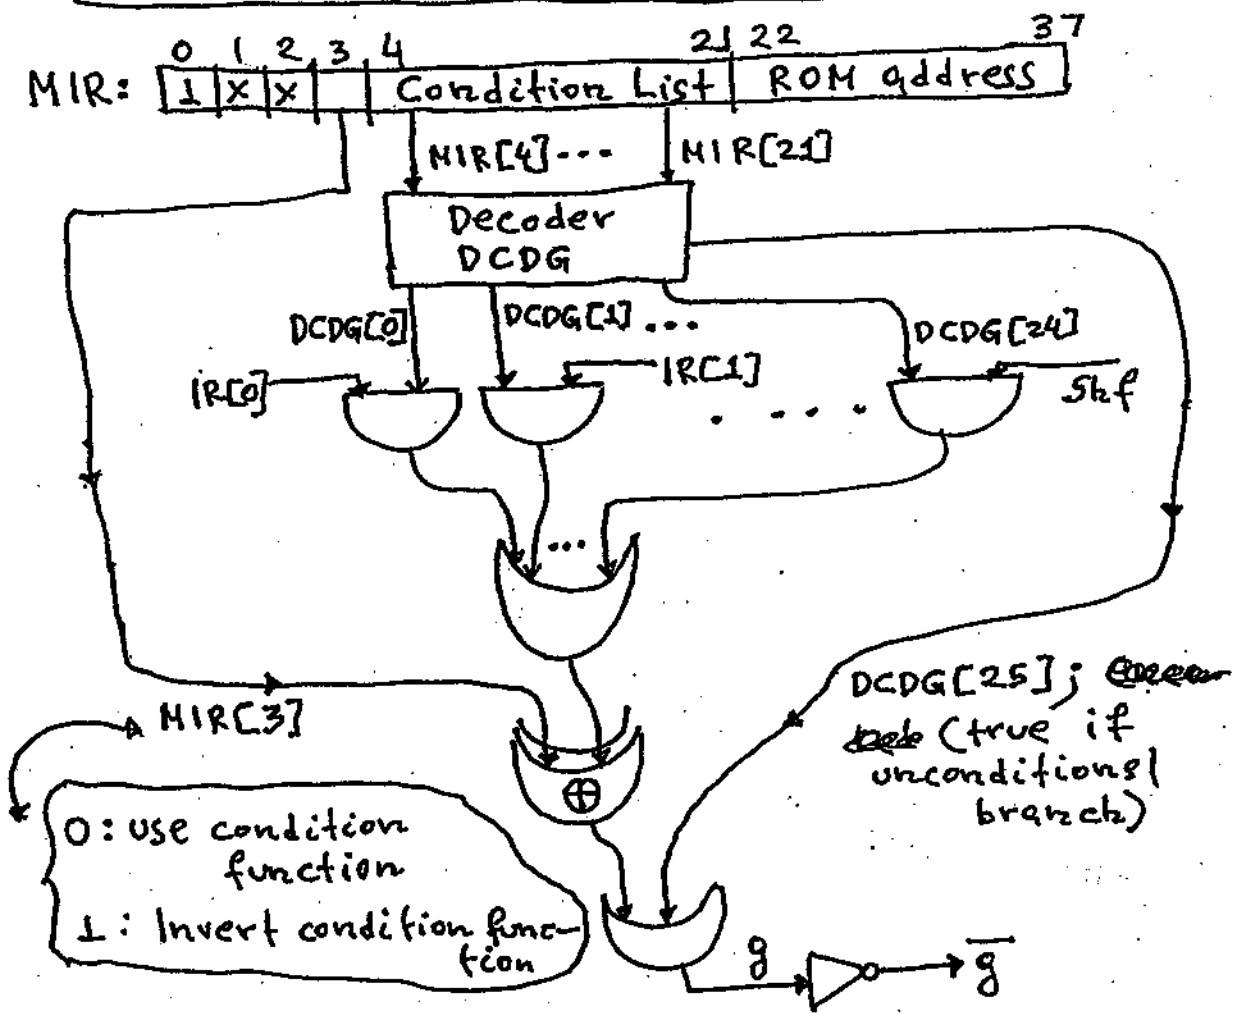 0 1 2 3 4 21 22 37
MIR: 1 x x Condition List ROM address
MIR[4]... MIR[21]
Decoder
DCDG
DCDG[0] DCDG[1] ... DCDG[24]
IR[0] IR[1] Skf
. . . .
...
DCDG[25];
(true if
unconditional
branch)
MIR[3]
0: use condition
function
1: Invert condition func-
tion
⊕
g g̅